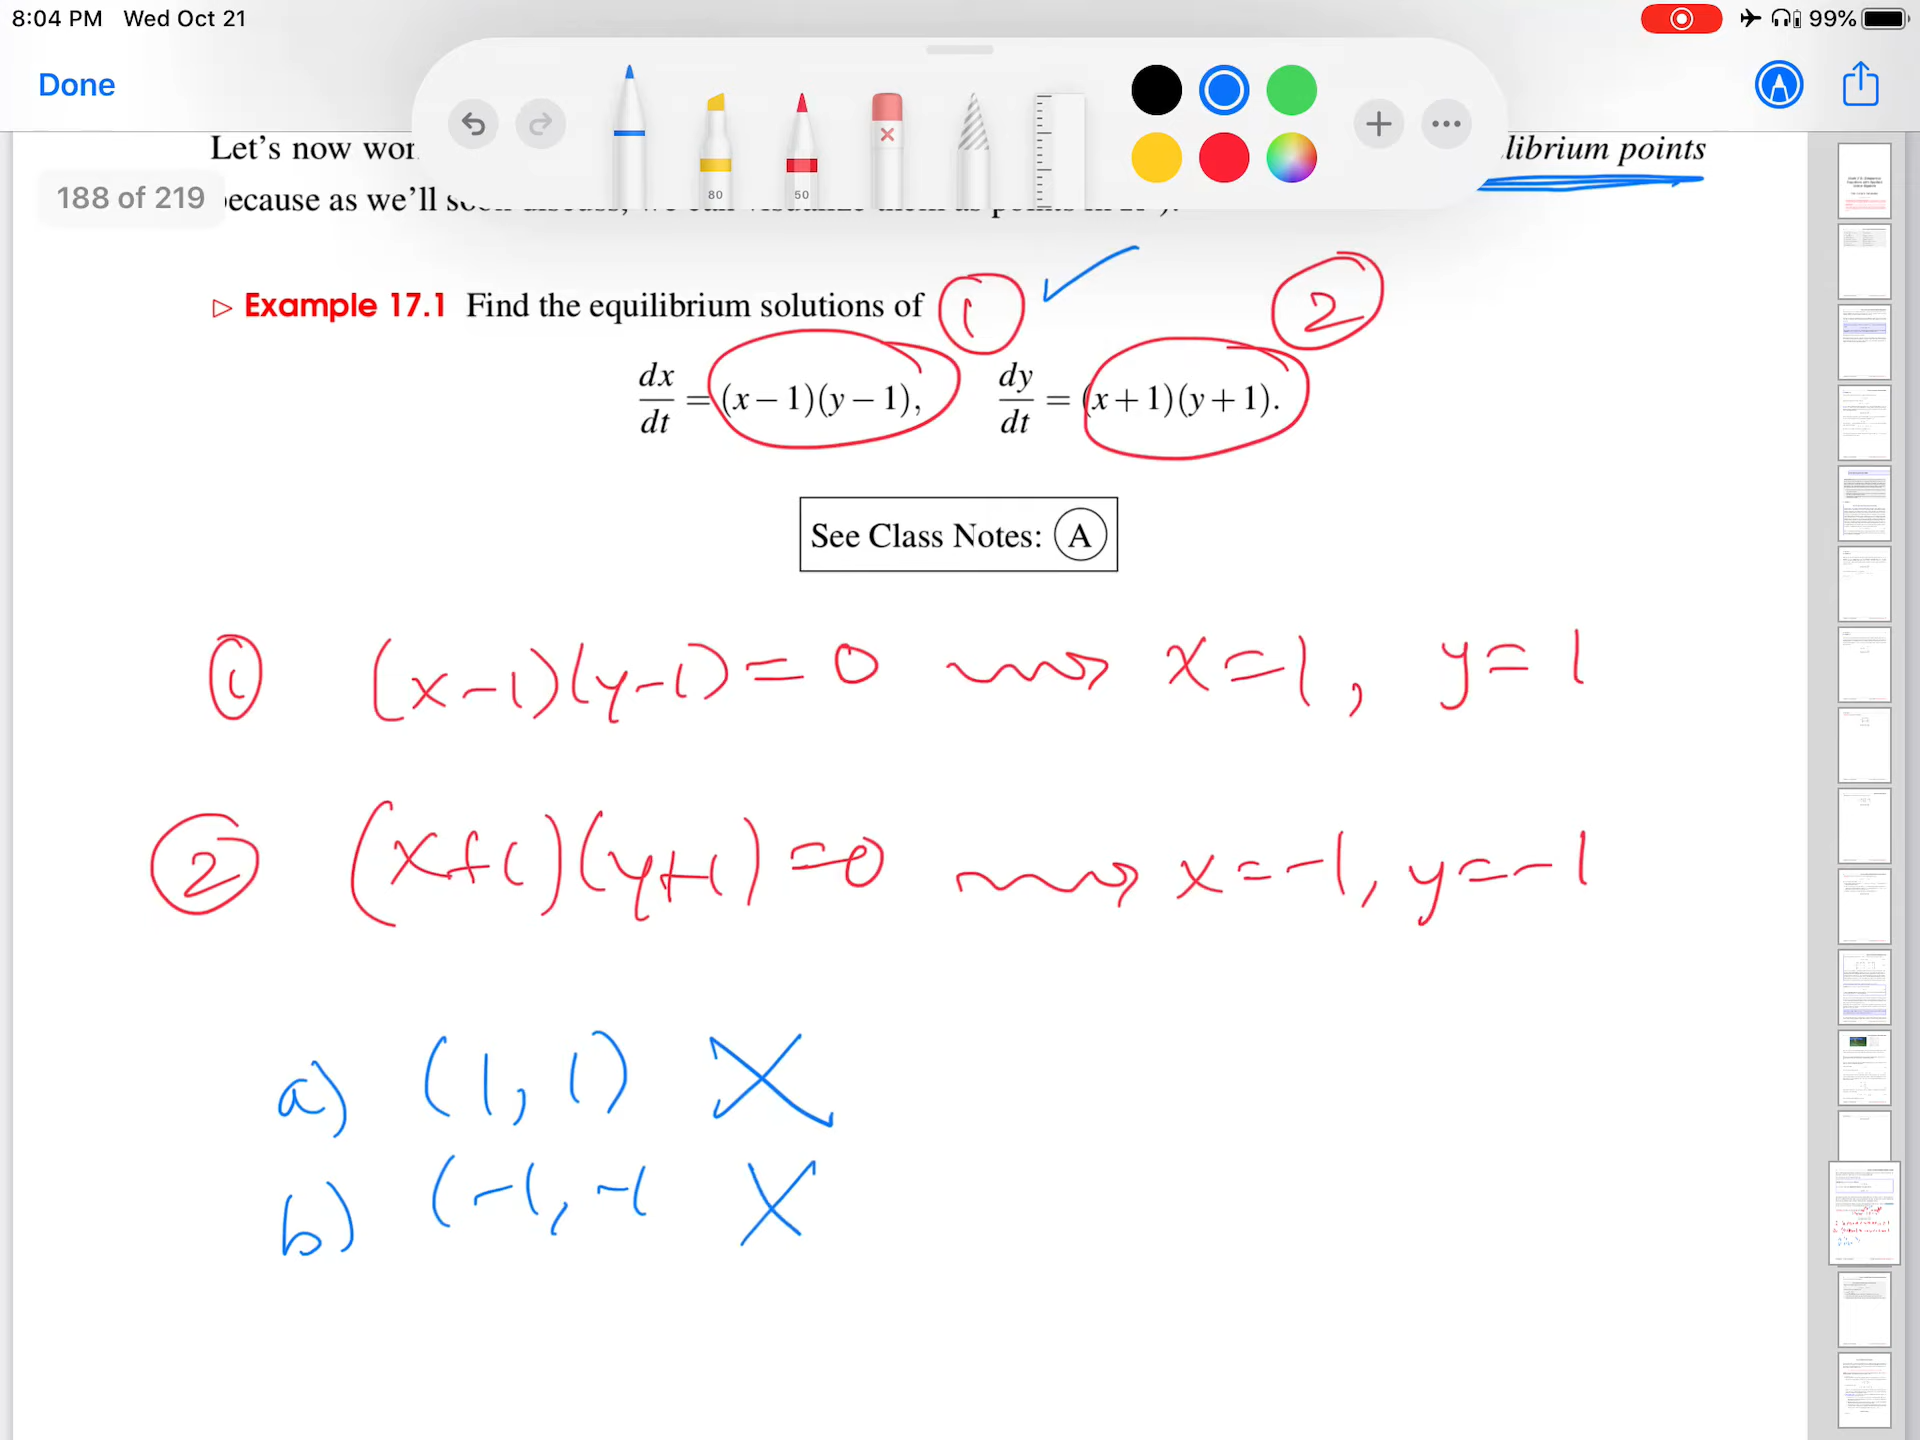 8:04 PM Wed Oct 21
99%
Done
80
50
Let's now wor
librium points
188 of 219
ecause as we'll
▷ Example 17.1 Find the equilibrium solutions of
① ✓ ②
dx/dt = (x − 1)(y − 1), dy/dt = (x + 1)(y + 1).
See Class Notes: Ⓐ
① (x−1)(y−1) = 0 ⇝ x=1, y=1
② (x+1)(y+1) =0 ⇝ x=−1, y=−1
a) (1, 1) X
b) (−1, −1 X